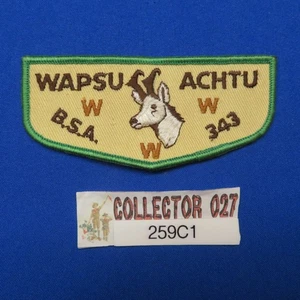 WAPSU ACHTU
W W
B.S.A. 343
W
COLLECTOR 027
259C1